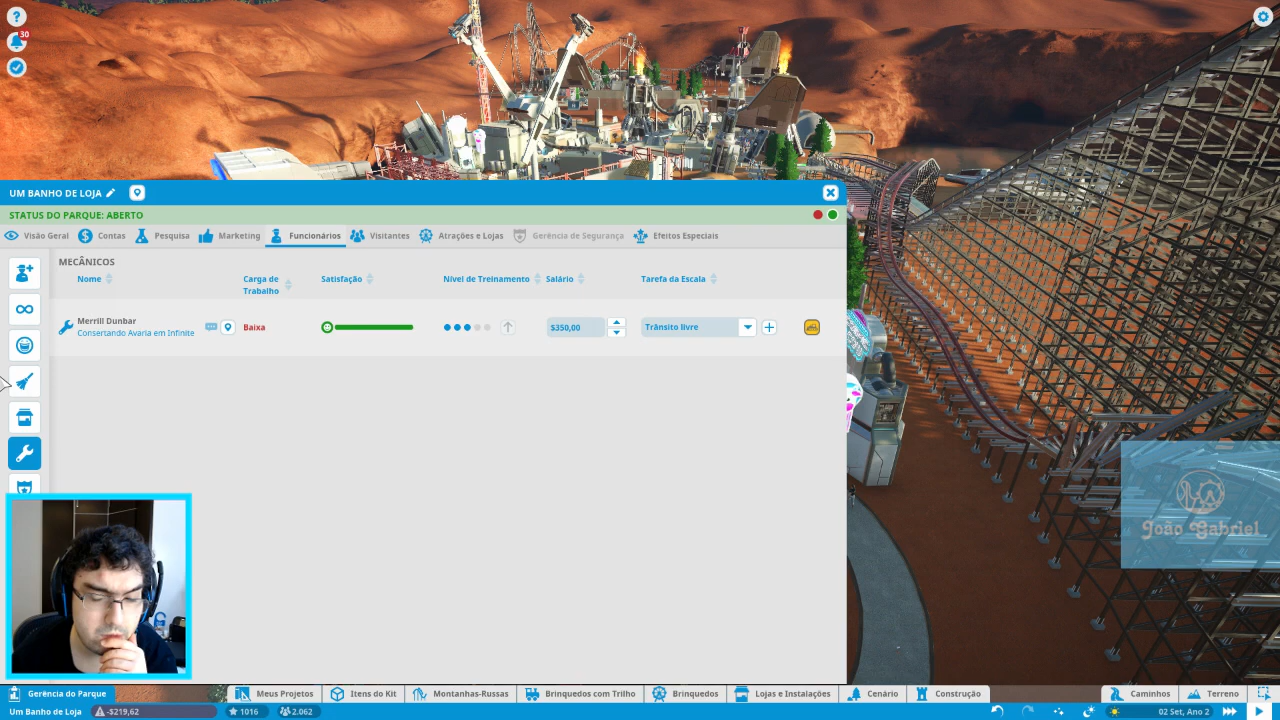 ?
30
UM BANHO DE LOJA
STATUS DO PARQUE: ABERTO
Visão Geral
Contas
Pesquisa
Marketing
Funcionários
Visitantes
Atrações e Lojas
Gerência de Segurança
Efeitos Especiais
MECÂNICOS
Nome
Carga de
Trabalho
Satisfação
Nível de Treinamento
Salário
Tarefa da Escala
Merrill Dunbar
Consertando Avaria em Infinite
Baixa
$350,00
Trânsito livre
João Gabriel
Gerência do Parque
Meus Projetos
Itens do Kit
Montanhas-Russas
Brinquedos com Trilho
Brinquedos
Lojas e Instalações
Cenário
Construção
Caminhos
Terreno
Um Banho de Loja
-$219,62
1016
2.062
02 Set, Ano 2